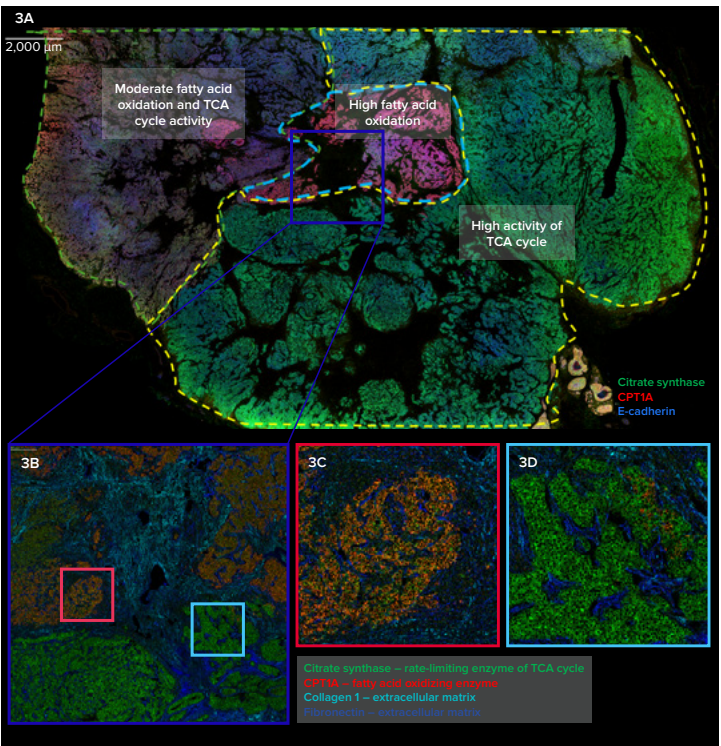 3A
2,000 µm
Moderate fatty acid
oxidation and TCA
cycle activity
High fatty acid
oxidation
High activity of
TCA cycle
Citrate synthase
CPT1A
E-cadherin
3B
3C
3D
Citrate synthase – rate-limiting enzyme of TCA cycle
CPT1A – fatty acid oxidizing enzyme
Collagen 1 – extracellular matrix
Fibronectin – extracellular matrix